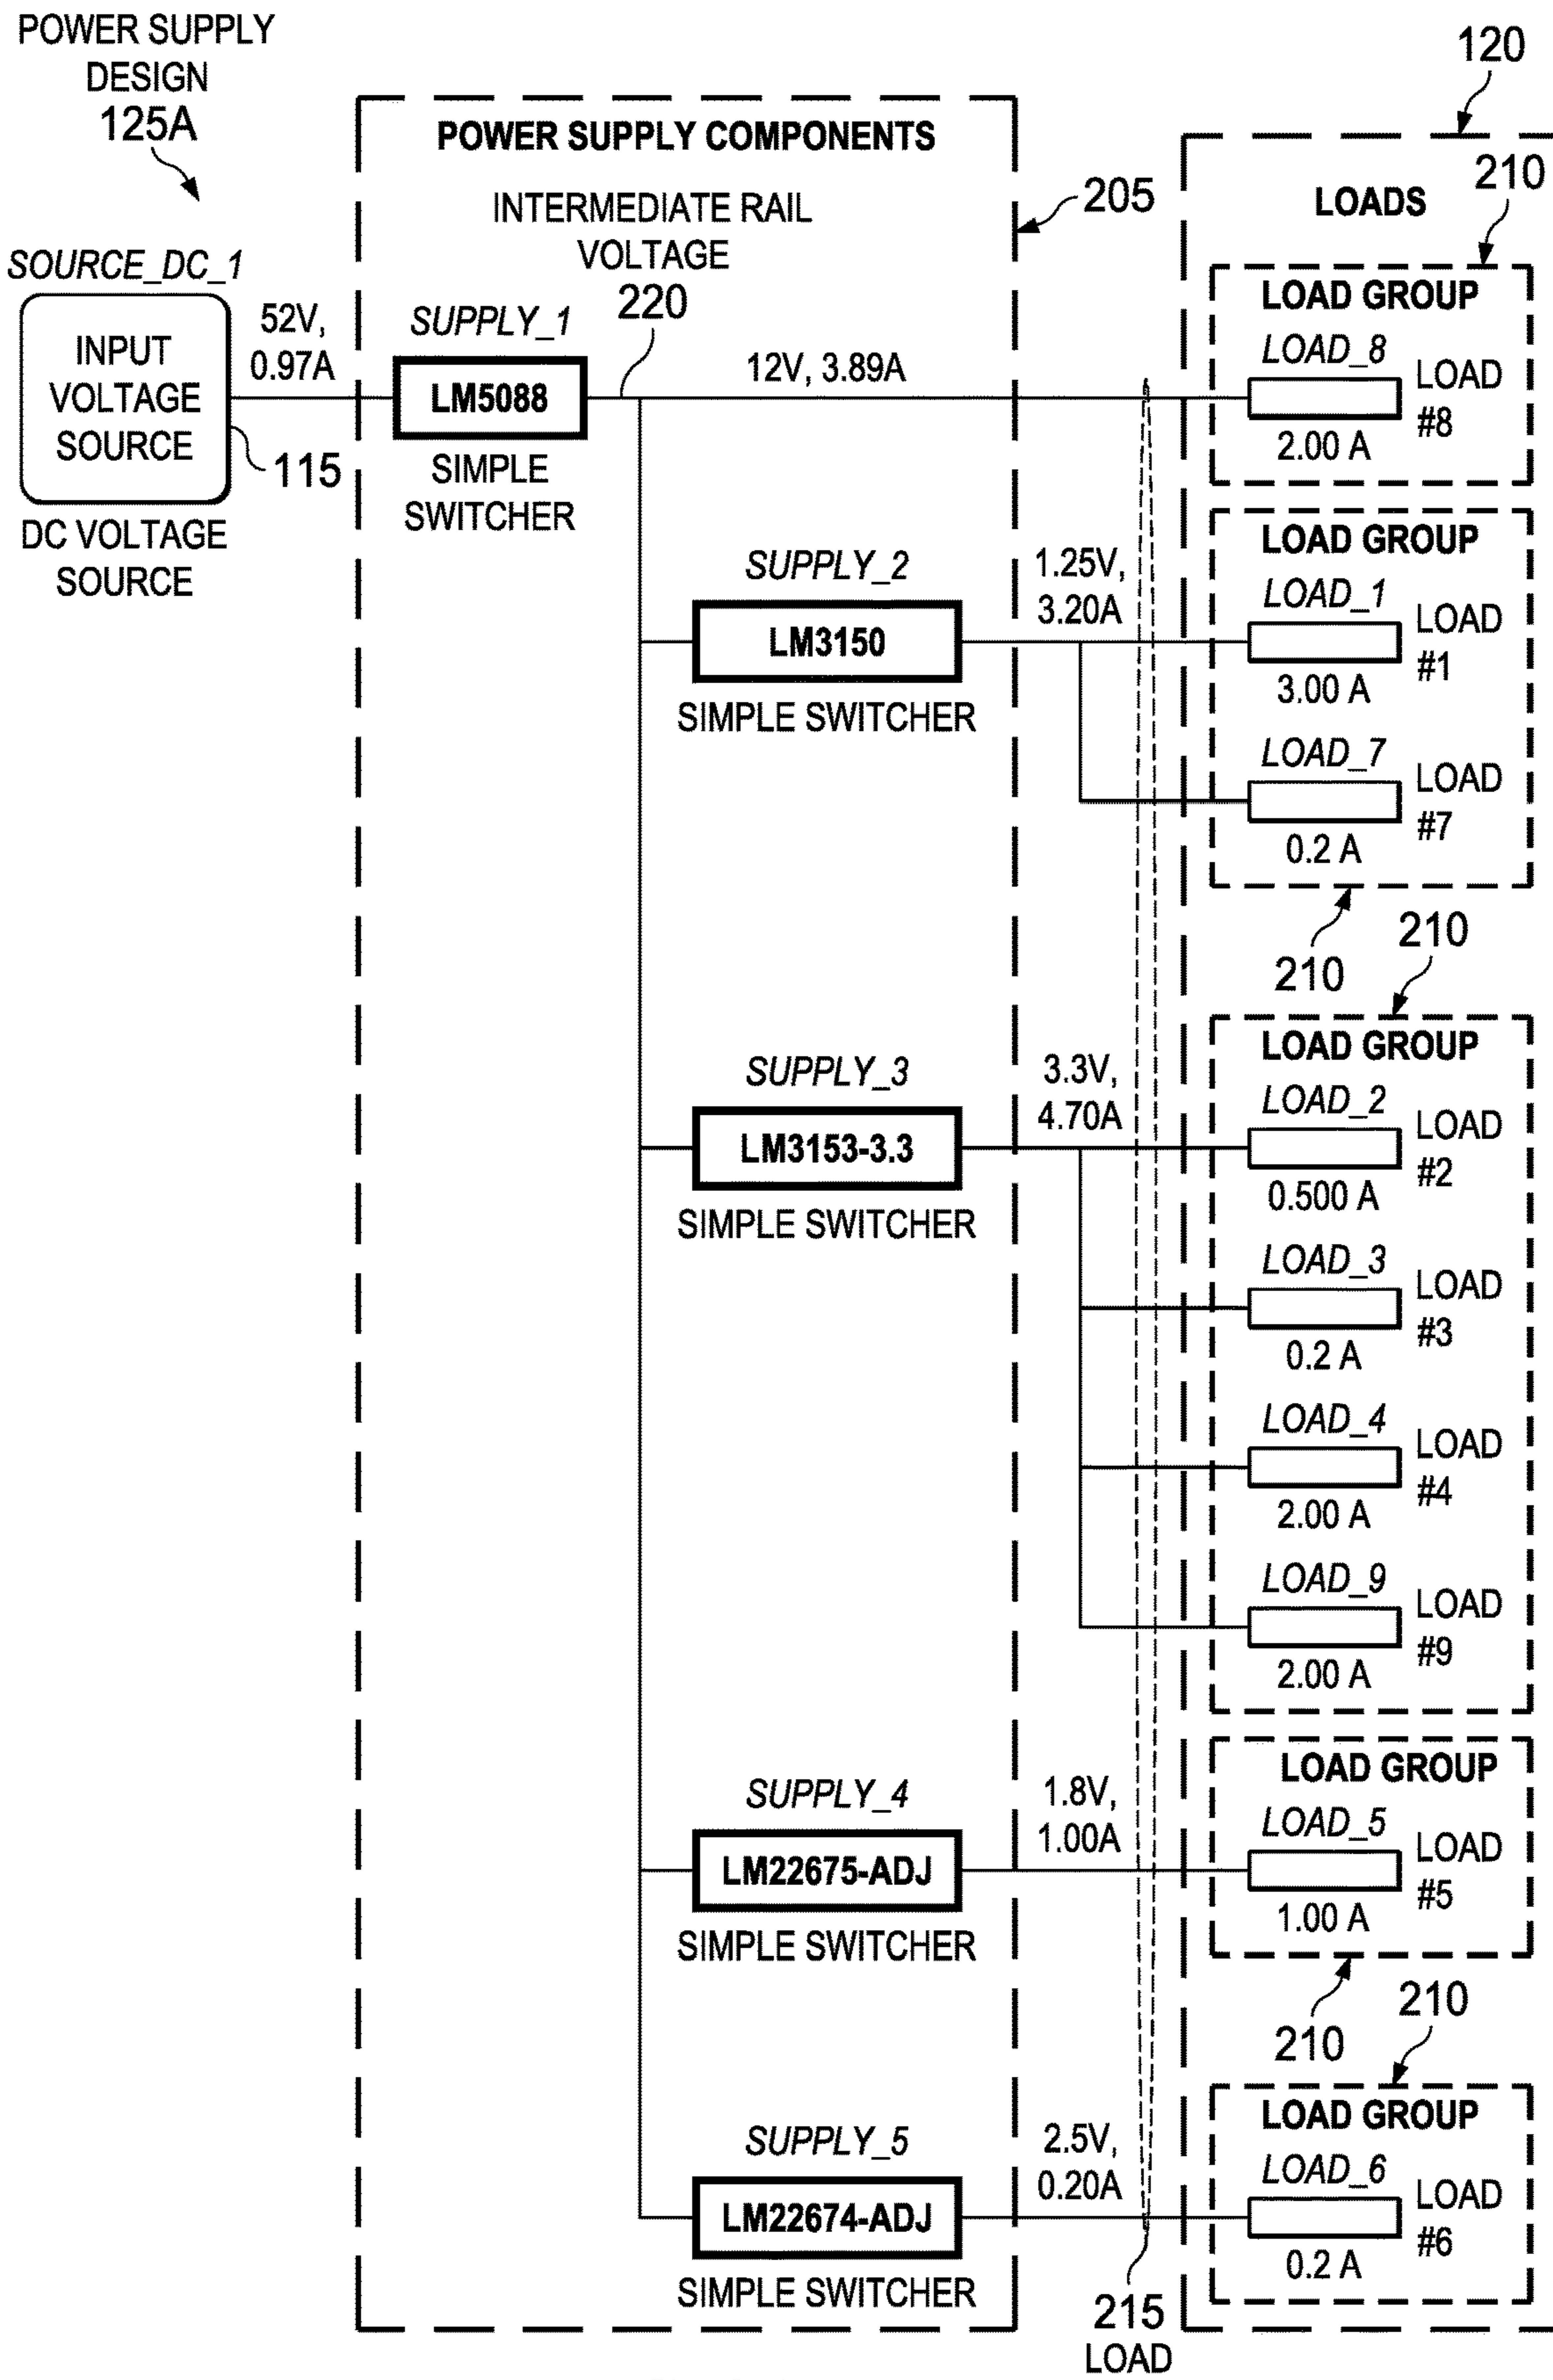 POWER SUPPLY
DESIGN
125A
SOURCE_DC_1
INPUT
VOLTAGE
SOURCE
115
DC VOLTAGE
SOURCE
52V,
0.97A
POWER SUPPLY COMPONENTS
205
INTERMEDIATE RAIL
VOLTAGE
220
SUPPLY_1
LM5088
SIMPLE
SWITCHER
12V, 3.89A
SUPPLY_2
LM3150
SIMPLE SWITCHER
1.25V,
3.20A
SUPPLY_3
LM3153-3.3
SIMPLE SWITCHER
3.3V,
4.70A
SUPPLY_4
LM22675-ADJ
SIMPLE SWITCHER
1.8V,
1.00A
SUPPLY_5
LM22674-ADJ
SIMPLE SWITCHER
2.5V,
0.20A
215
LOAD
120
LOADS
210
LOAD GROUP
LOAD_8
LOAD
#8
2.00 A
LOAD GROUP
LOAD_1
LOAD
#1
3.00 A
LOAD_7
LOAD
#7
0.2 A
210
210
LOAD GROUP
LOAD_2
LOAD
#2
0.500 A
LOAD_3
LOAD
#3
0.2 A
LOAD_4
LOAD
#4
2.00 A
LOAD_9
LOAD
#9
2.00 A
LOAD GROUP
LOAD_5
LOAD
#5
1.00 A
210
210
LOAD GROUP
LOAD_6
LOAD
#6
0.2 A